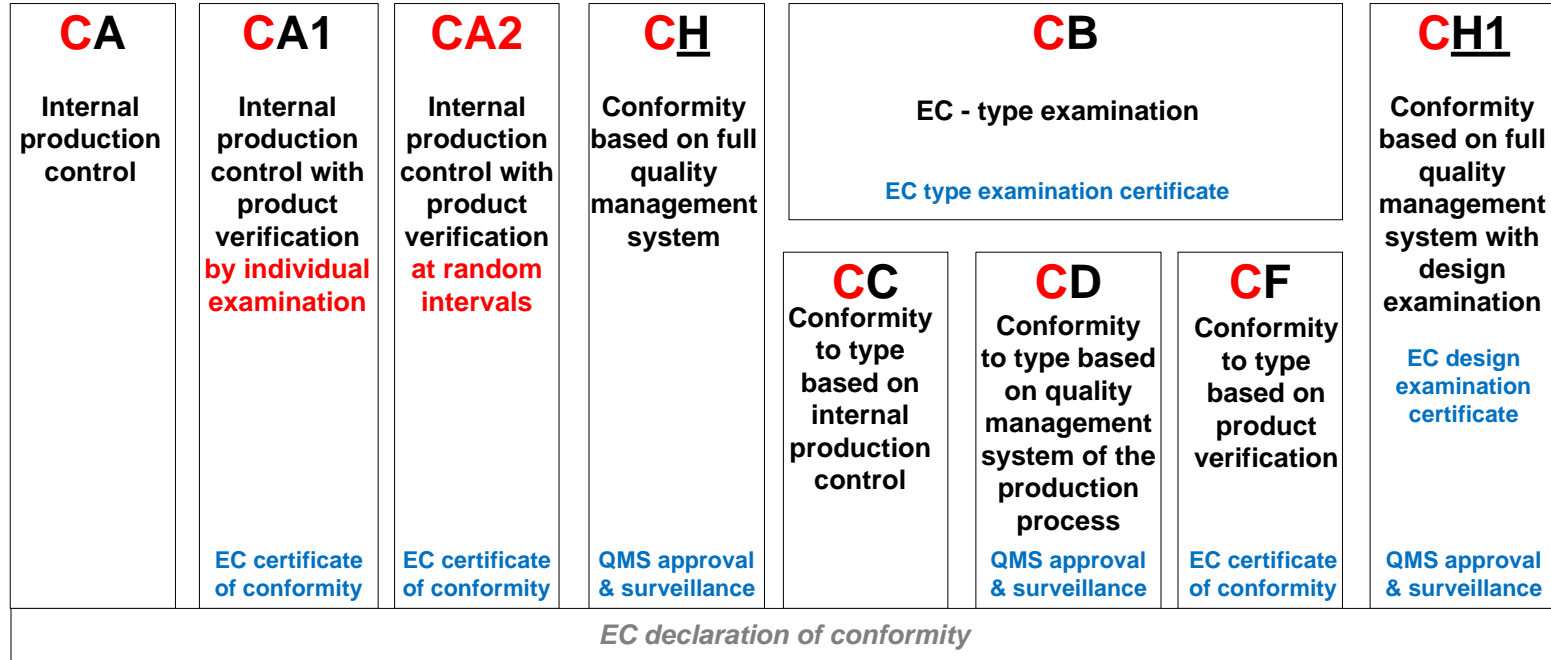 CA
Internal
production
control
CA1
Internal
production
control with
product
verification
by individual
examination
EC certificate
of conformity
CA2
Internal
production
control with
product
verification
at random
intervals
EC certificate
of conformity
CH
Conformity
based on full
quality
management
system
QMS approval
& surveillance
CB
EC - type examination
EC type examination certificate
CC
Conformity
to type
based on
internal
production
control
CD
Conformity
to type based
on quality
management
system of the
production
process
QMS approval
& surveillance
CF
Conformity
to type
based on
product
verification
EC certificate
of conformity
CH1
Conformity
based on full
quality
management
system with
design
examination
EC design
examination
certificate
QMS approval
& surveillance
EC declaration of conformity